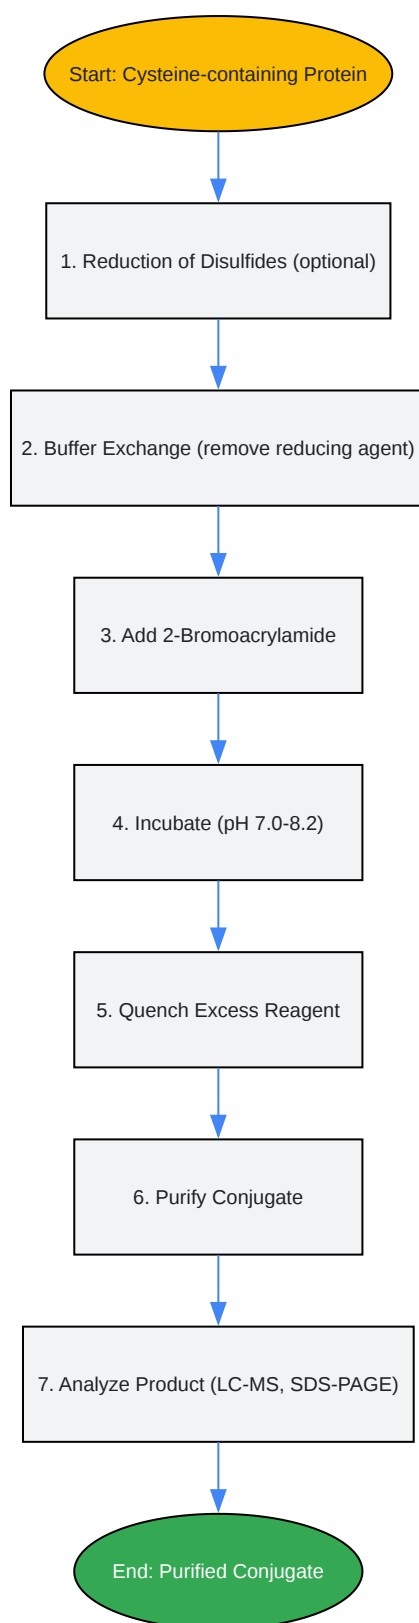 Start: Cysteine-containing Protein
1. Reduction of Disulfides (optional)
2. Buffer Exchange (remove reducing agent)
3. Add 2-Bromoacrylamide
4. Incubate (pH 7.0-8.2)
5. Quench Excess Reagent
6. Purify Conjugate
7. Analyze Product (LC-MS, SDS-PAGE)
End: Purified Conjugate